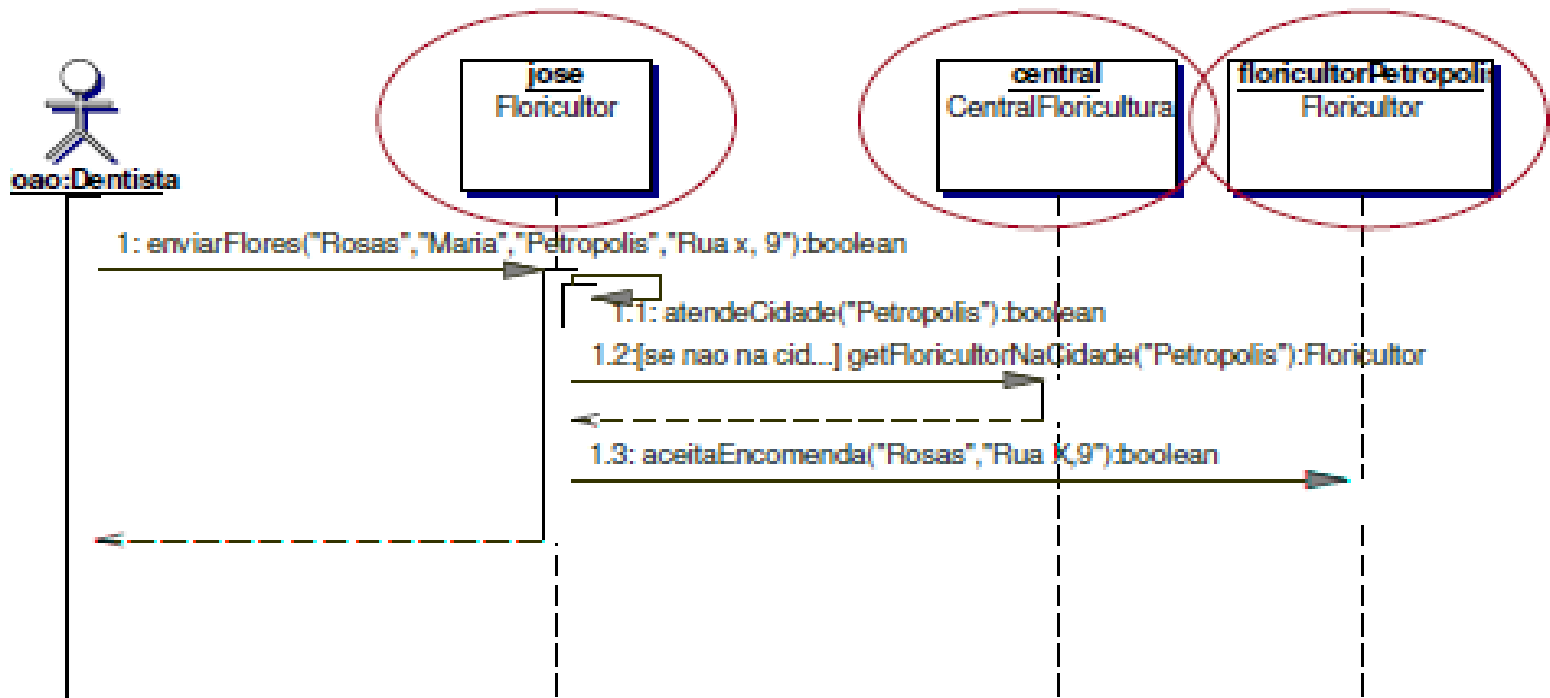 jose
Floricultor
central
CentralFloricultura
floricultorPetropolis
Floricultor
oao:Dentista
1: enviarFlores("Rosas","Maria","Petropolis","Rua x, 9"):boolean
1.1: atendeCidade("Petropolis"):boolean
1.2:[se nao na cid...] getFloricultorNaCidade("Petropolis"):Floricultor
1.3: aceitaEncomenda("Rosas","Rua X,9"):boolean